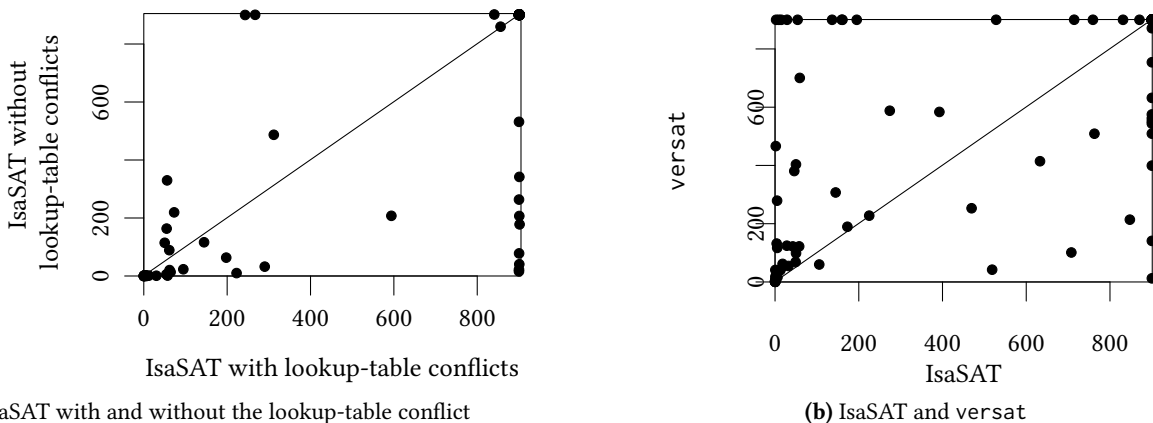 IsaSAT without
lookup-table conflicts
600
200
0
0 200 400 600 800
IsaSAT with lookup-table conflicts
aSAT with and without the lookup-table conflict
versat
600
200
0
0 200 400 600 800
IsaSAT
(b) IsaSAT and versat